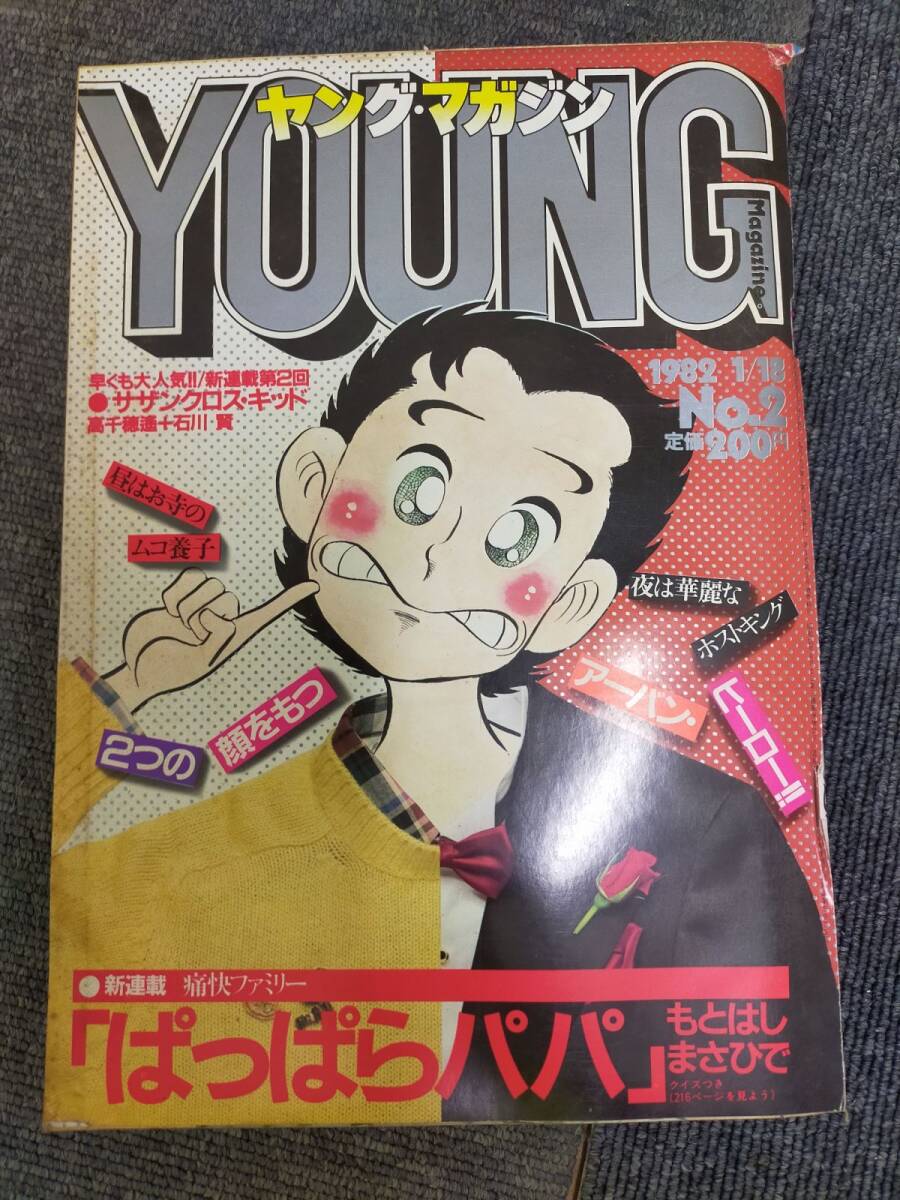 YOUNG
ヤング・マガジン
Magazine
1982 1/18
No.2
定価200円
早くも大人気!!/新連載第2回
●サザンクロス・キッド
高千穂遙+石川 賢
昼はお寺の
ムコ養子
夜は華麗な
ホストキング
2つの
顔をもつ
アーバン・
ヒーロー!!
●新連載 痛快ファミリー
「ぱっぱらパパ」
もとはし
まさひで
クイズつき
(216ページを見よう)